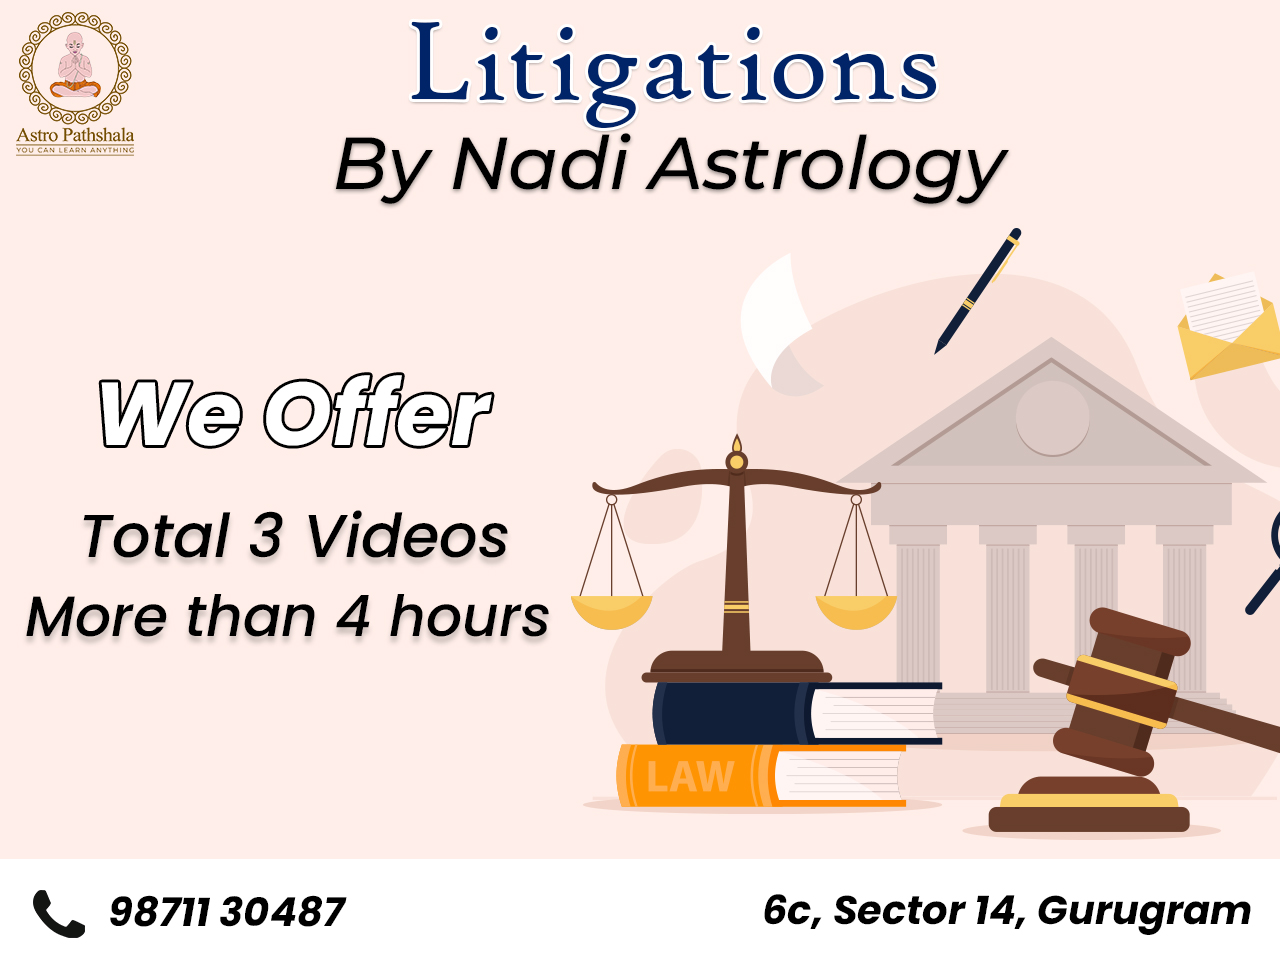 Astro Pathshala
YOU CAN LEARN ANYTHING
Litigations
By Nadi Astrology
We Offer
Total 3 Videos
More than 4 hours
LAW
98711 30487
6c, Sector 14, Gurugram